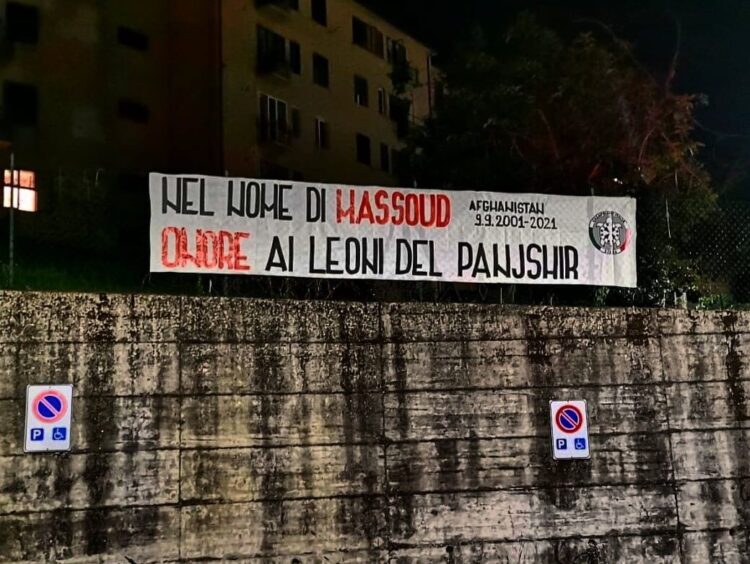 NEL NOME DI MASSOUD
AFGHANISTAN
9.9.2001-2021
ONORE AI LEONI DEL PANJSHIR
P
P